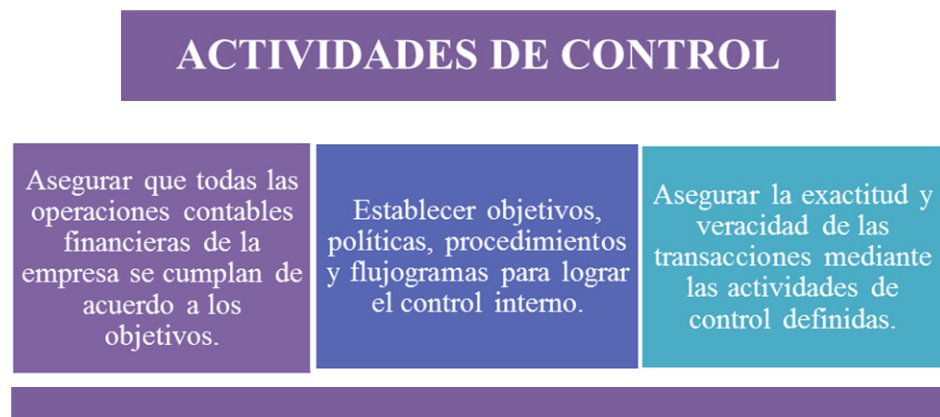 ACTIVIDADES DE CONTROL
Asegurar que todas las
operaciones contables
financieras de la
empresa se cumplan de
acuerdo a los
objetivos.
Establecer objetivos,
políticas, procedimientos
y flujogramas para lograr
el control interno.
Asegurar la exactitud y
veracidad de las
transacciones mediante
las actividades de
control definidas.